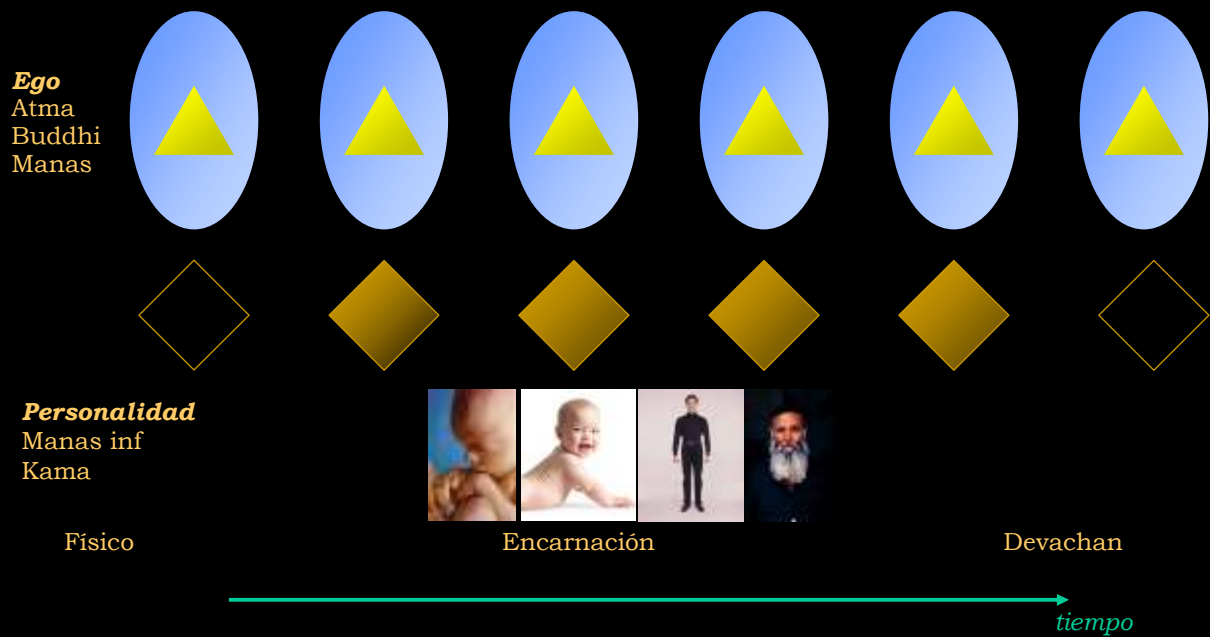 Ego
Atma
Buddhi
Manas
Personalidad
Manas inf
Kama
Físico
Encarnación
Devachan
tiempo